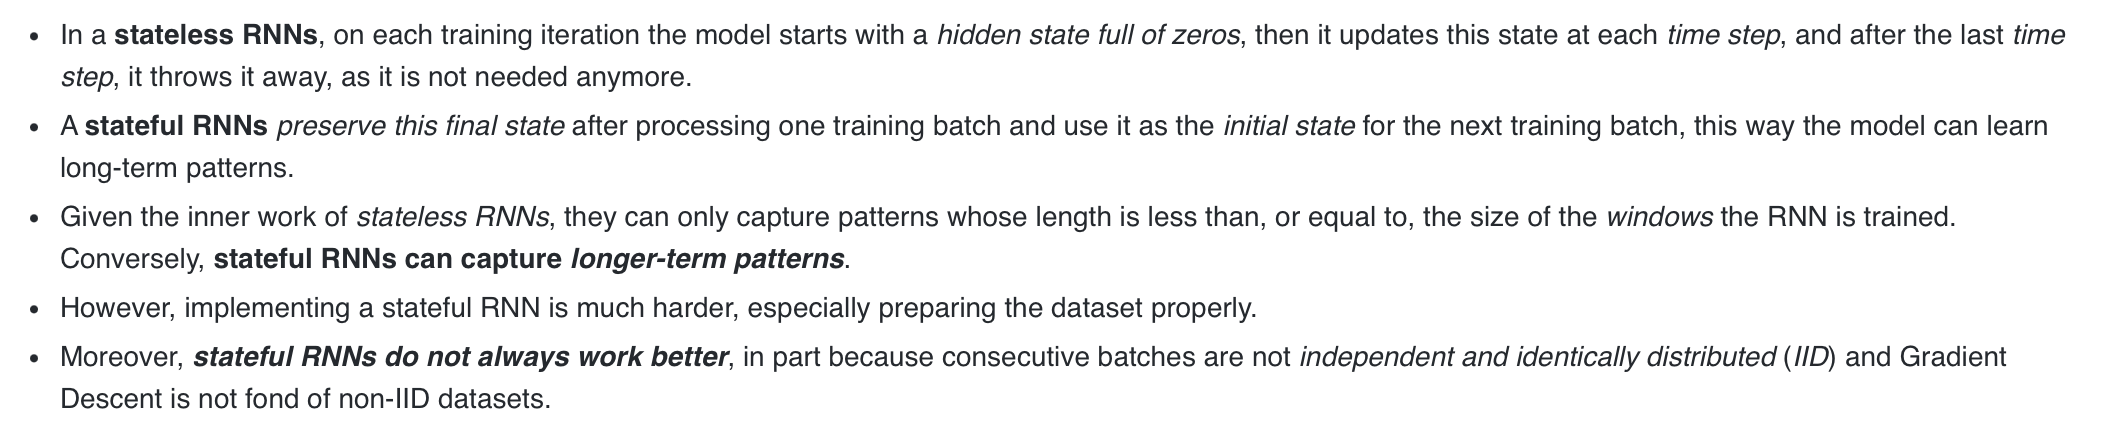 • In a stateless RNNs, on each training iteration the model starts with a hidden state full of zeros, then it updates this state at each time step, and after the last time
step, it throws it away, as it is not needed anymore.
• A stateful RNNs preserve this final state after processing one training batch and use it as the initial state for the next training batch, this way the model can learn
long-term patterns.
• Given the inner work of stateless RNNs, they can only capture patterns whose length is less than, or equal to, the size of the windows the RNN is trained.
Conversely, stateful RNNs can capture longer-term patterns.
• However, implementing a stateful RNN is much harder, especially preparing the dataset properly.
• Moreover, stateful RNNs do not always work better, in part because consecutive batches are not independent and identically distributed (IID) and Gradient
Descent is not fond of non-IID datasets.